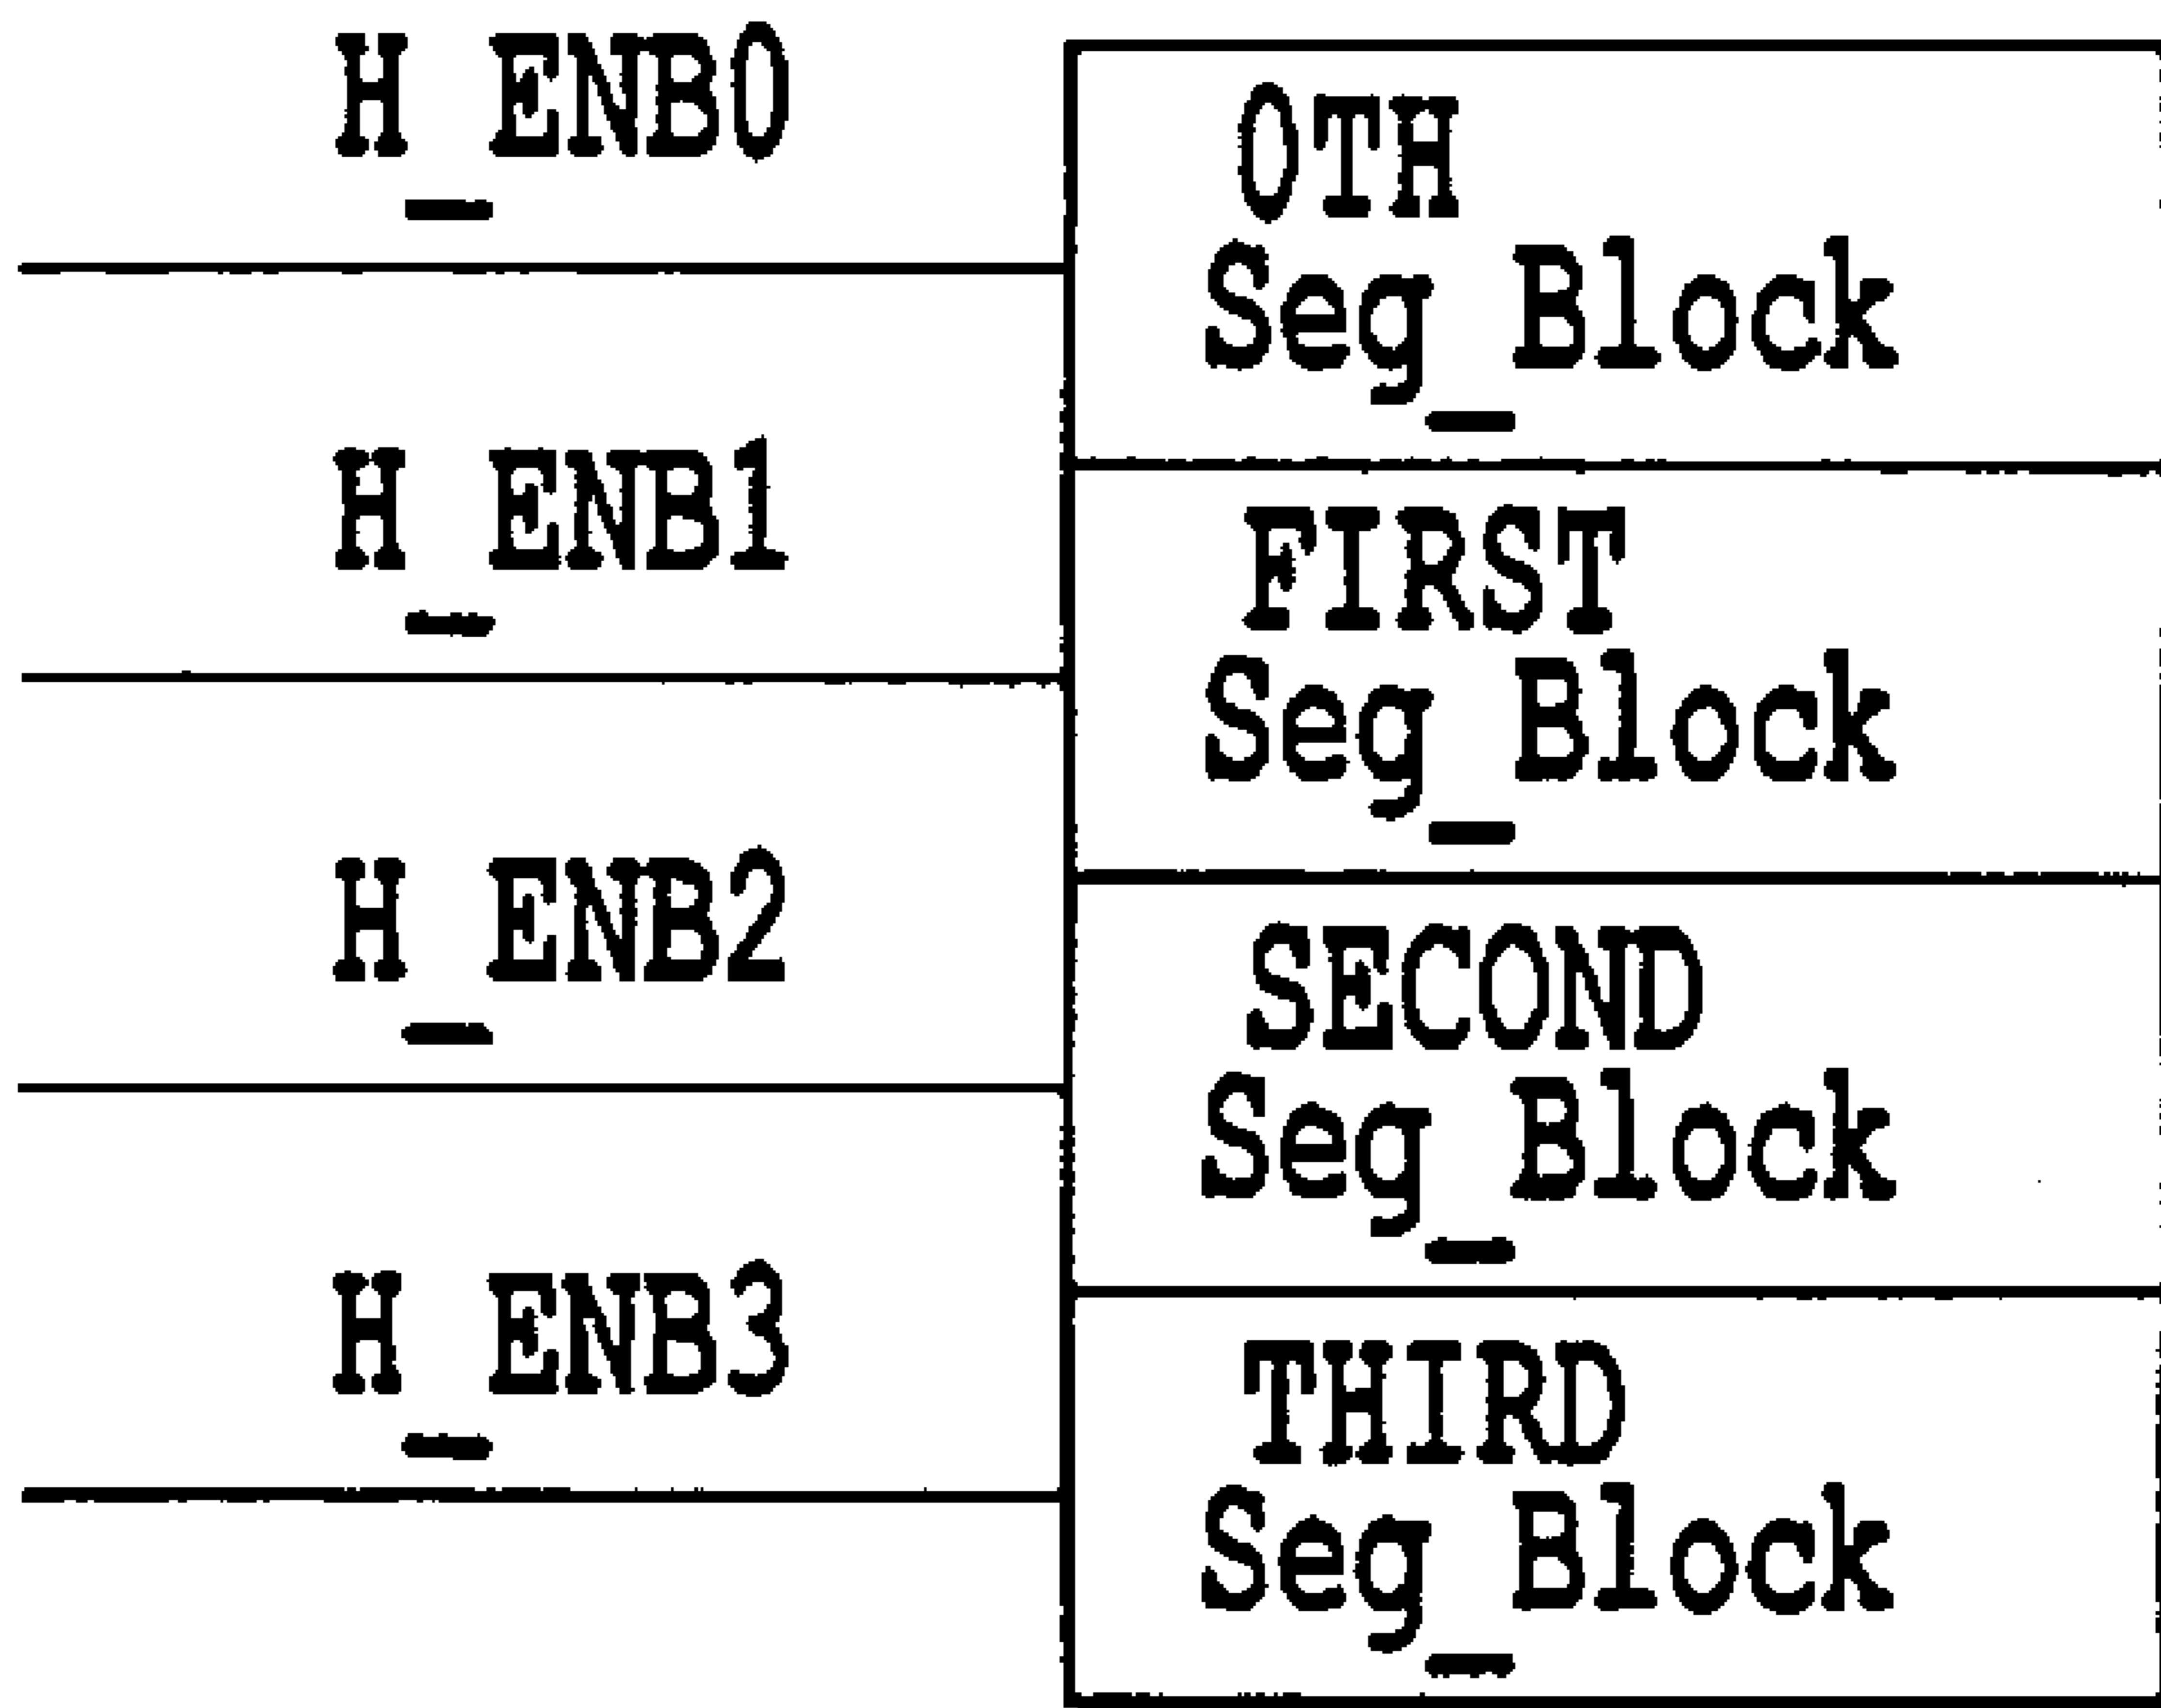 H_ENB0
0TH
Seg_Block
H_ENB1
FIRST
Seg_Block
H_ENB2
SECOND
Seg_Block
H_ENB3
THIRD
Seg_Block